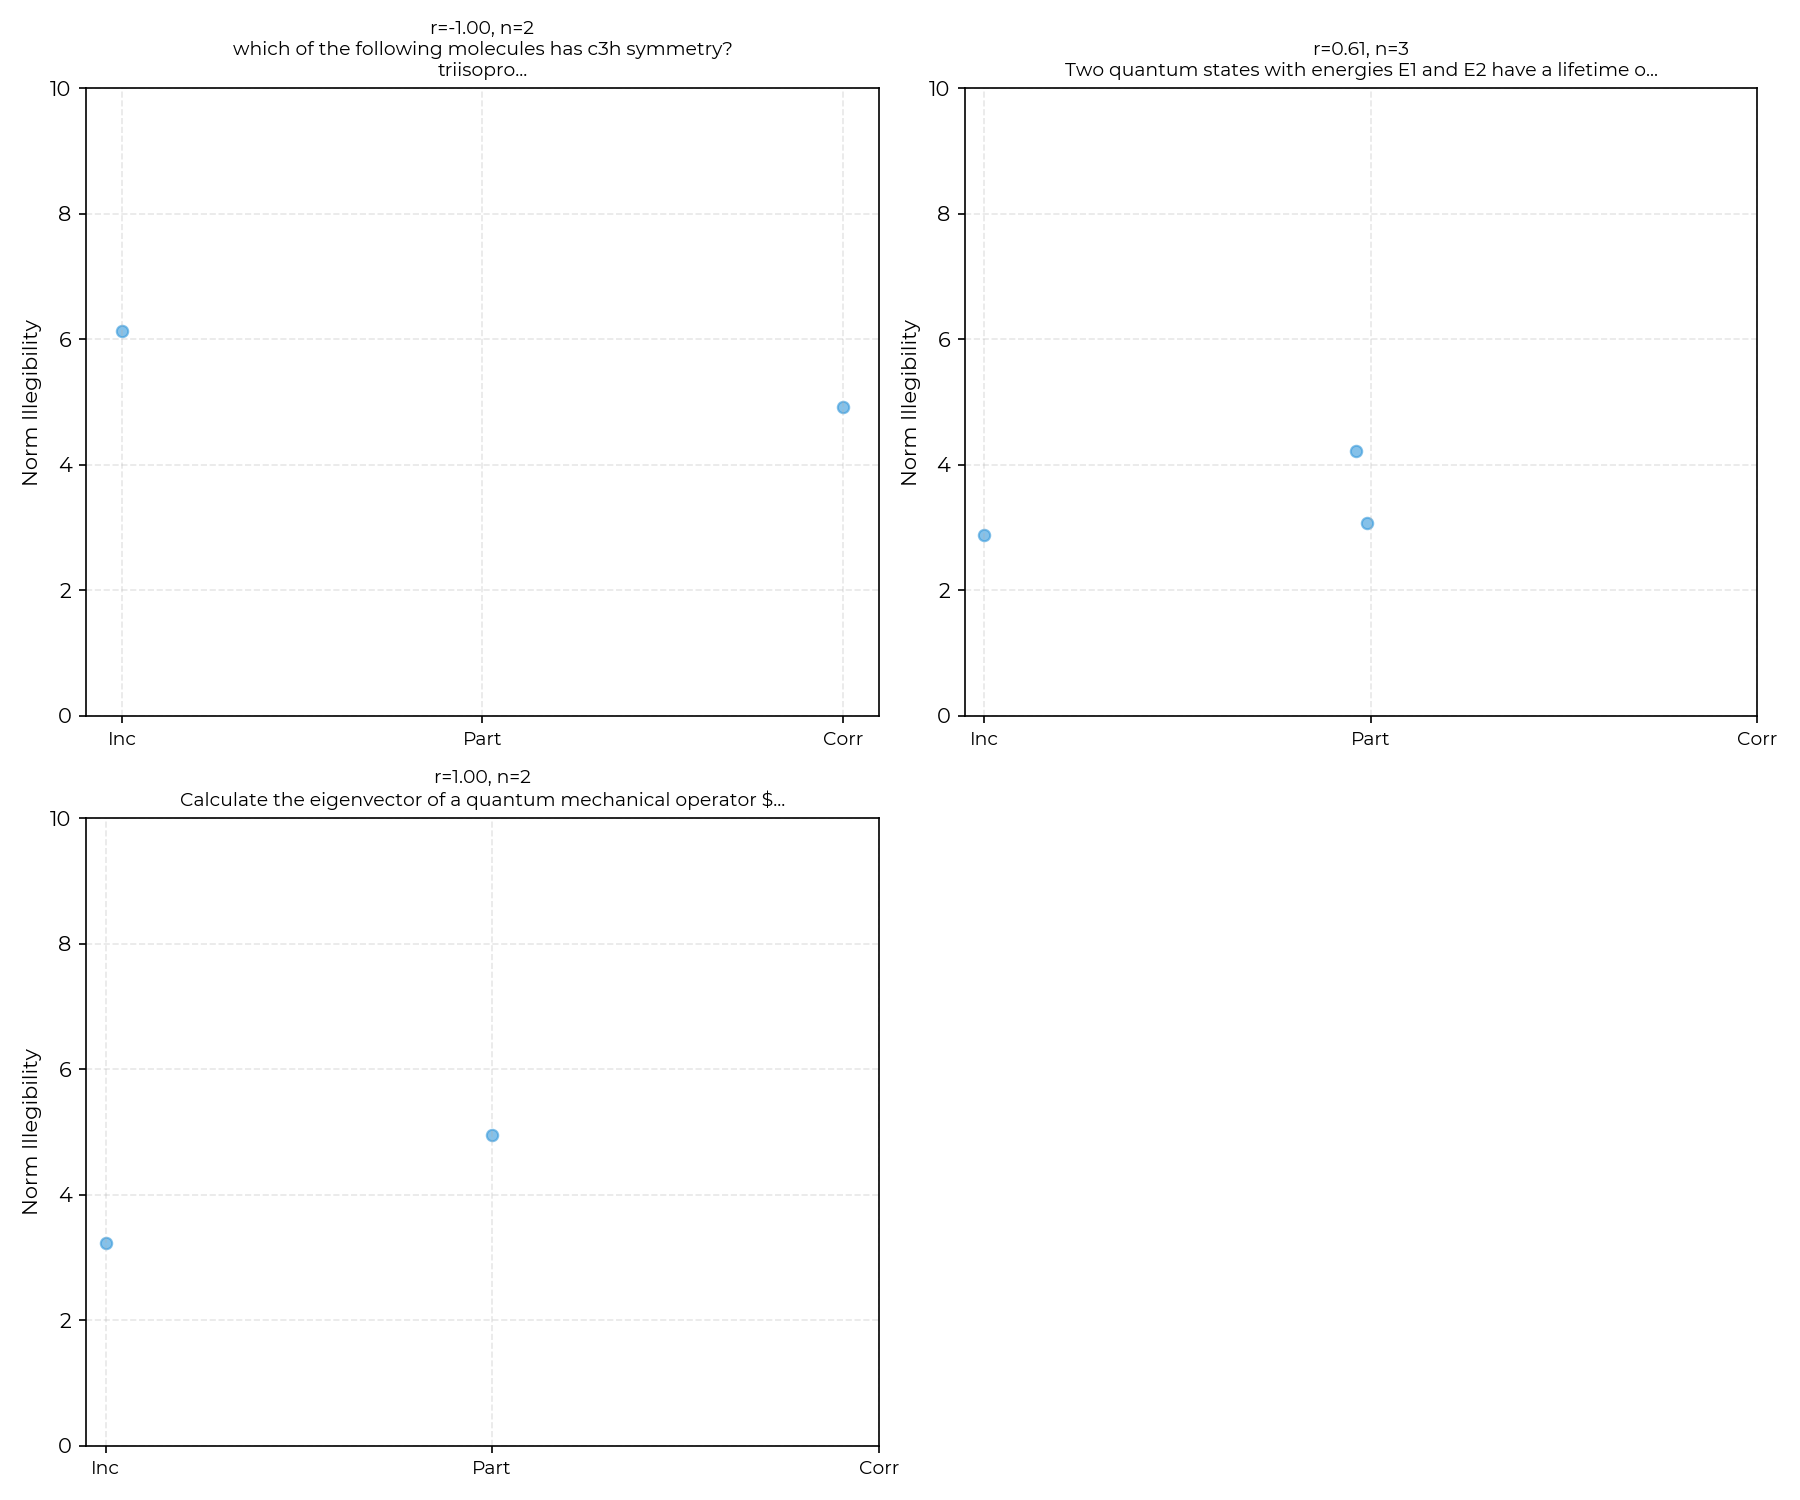 r=-1.00, n=2
which of the following molecules has c3h symmetry?
triisopro...
Norm Illegibility
10
8
6
4
2
0
Inc
Part
Corr
r=0.61, n=3
Two quantum states with energies E1 and E2 have a lifetime o...
Norm Illegibility
10
8
6
4
2
0
Inc
Part
Corr
r=1.00, n=2
Calculate the eigenvector of a quantum mechanical operator $...
Norm Illegibility
10
8
6
4
2
0
Inc
Part
Corr